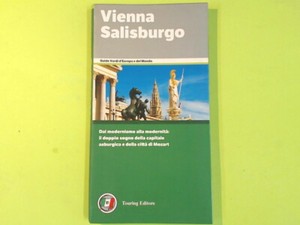 Vienna
Salisburgo
Guide Verdi d'Europa e del Mondo
Dal modernismo alla modernità:
il doppio sogno della capitale
asburgica e della città di Mozart
Touring Editore